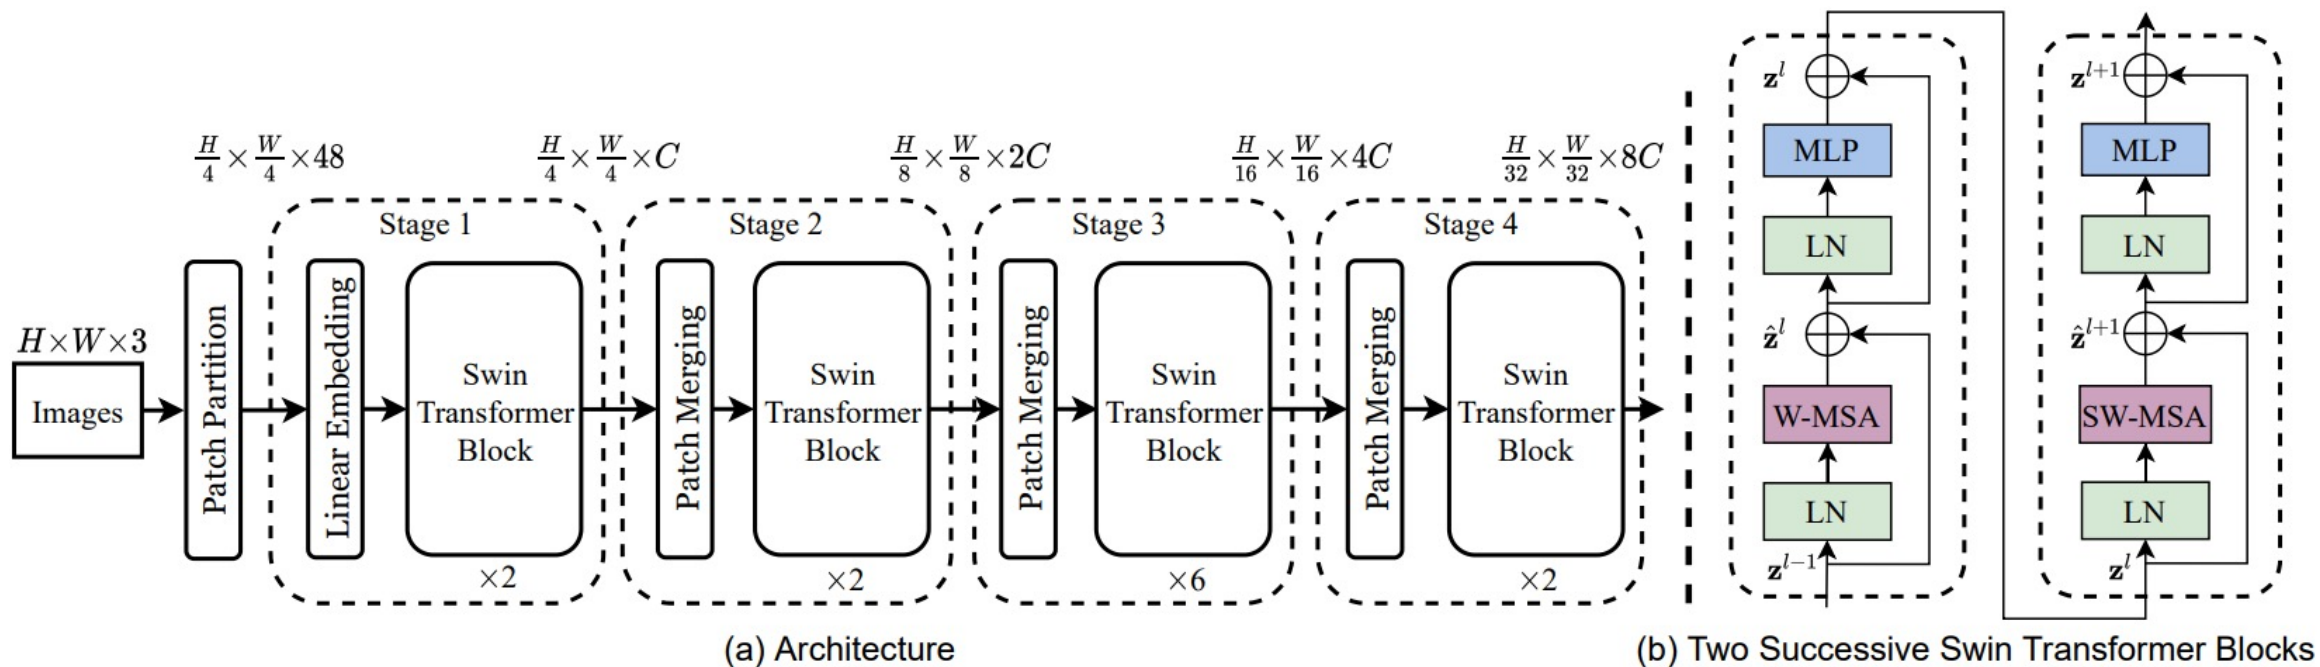 H×W×3
Images
Patch Partition
H/4 × W/4 × 48
Stage 1
Linear Embedding
Swin
Transformer
Block
×2
H/4 × W/4 × C
Stage 2
Patch Merging
Swin
Transformer
Block
×2
H/8 × W/8 × 2C
Stage 3
Patch Merging
Swin
Transformer
Block
×6
H/16 × W/16 × 4C
Stage 4
Patch Merging
Swin
Transformer
Block
×2
H/32 × W/32 × 8C
(a) Architecture
z^l
MLP
LN
ẑ^l
W-MSA
LN
z^{l−1}
z^{l+1}
MLP
LN
ẑ^{l+1}
SW-MSA
LN
z^l
(b) Two Successive Swin Transformer Blocks